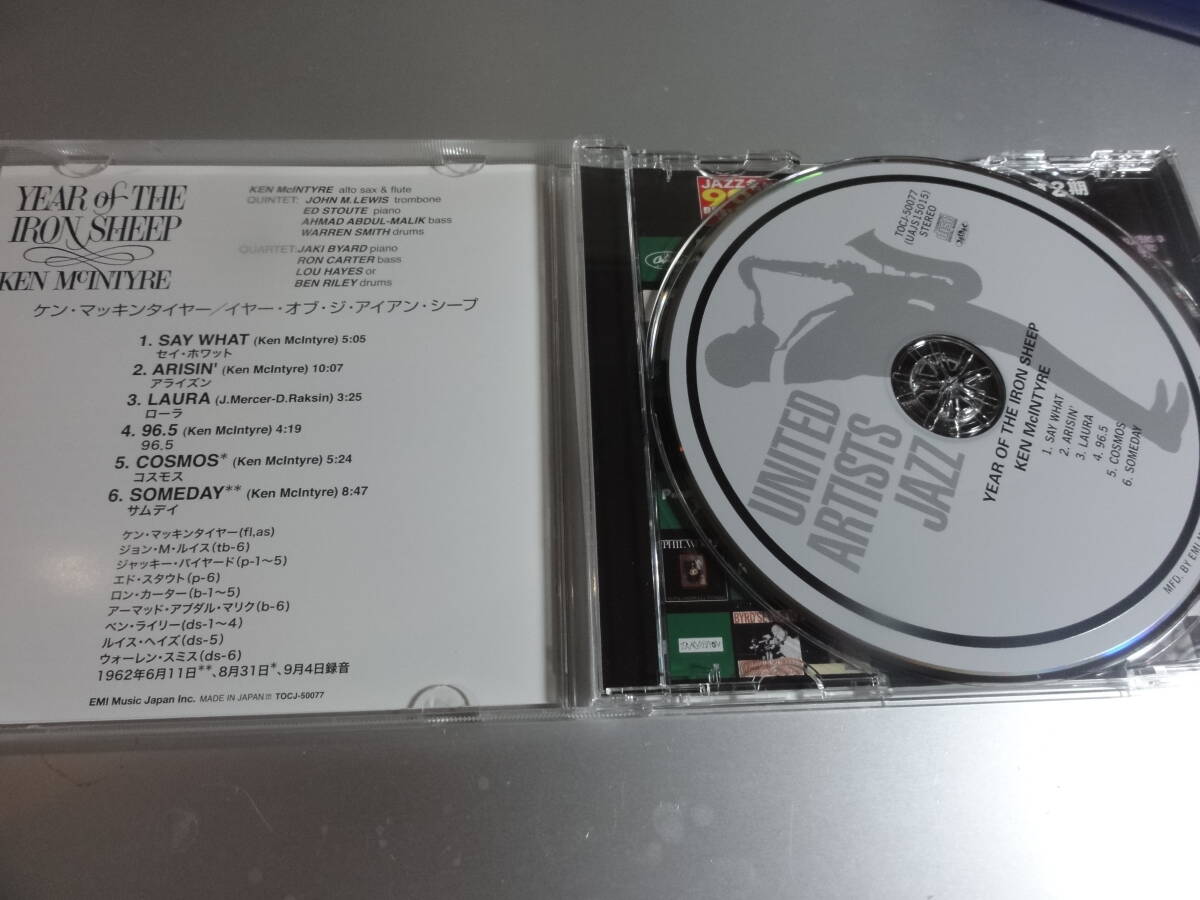 YEAR of THE
IRON SHEEP
KEN McINTYRE
KEN McINTYRE alto sax & flute
QUINTET: JOHN M.LEWIS trombone
ED STOUTE piano
AHMAD ABDUL-MALIK bass
WARREN SMITH drums
QUARTET: JAKI BYARD piano
RON CARTER bass
LOU HAYES or
BEN RILEY drums
ケン・マッキンタイヤー/イヤー・オブ・ジ・アイアン・シープ
1. SAY WHAT (Ken McIntyre) 5:05
セイ・ホワット
2. ARISIN' (Ken McIntyre) 10:07
アライズン
3. LAURA (J.Mercer-D.Raksin) 3:25
ローラ
4. 96.5 (Ken McIntyre) 4:19
96.5
5. COSMOS* (Ken McIntyre) 5:24
コスモス
6. SOMEDAY** (Ken McIntyre) 8:47
サムデイ
ケン・マッキンタイヤー(fl,as)
ジョン・M・ルイス(tb-6)
ジャッキー・バイヤード(p-1〜5)
エド・スタウト(p-6)
ロン・カーター(b-1〜5)
アーマッド・アブダル・マリク(b-6)
ベン・ライリー(ds-1〜4)
ルイス・ヘイズ(ds-5)
ウォーレン・スミス(ds-6)
1962年6月11日**、8月31日*、9月4日録音
EMI Music Japan Inc. MADE IN JAPAN TOCJ-50077
JAZZ
2期
TOCJ-50077
(UAJS15015)
STEREO
UNITED
ARTISTS
JAZZ
YEAR OF THE IRON SHEEP
KEN McINTYRE
1. SAY WHAT
2. ARISIN'
3. LAURA
4. 96.5
5. COSMOS
6. SOMEDAY
MFD. BY EMI
PHIL